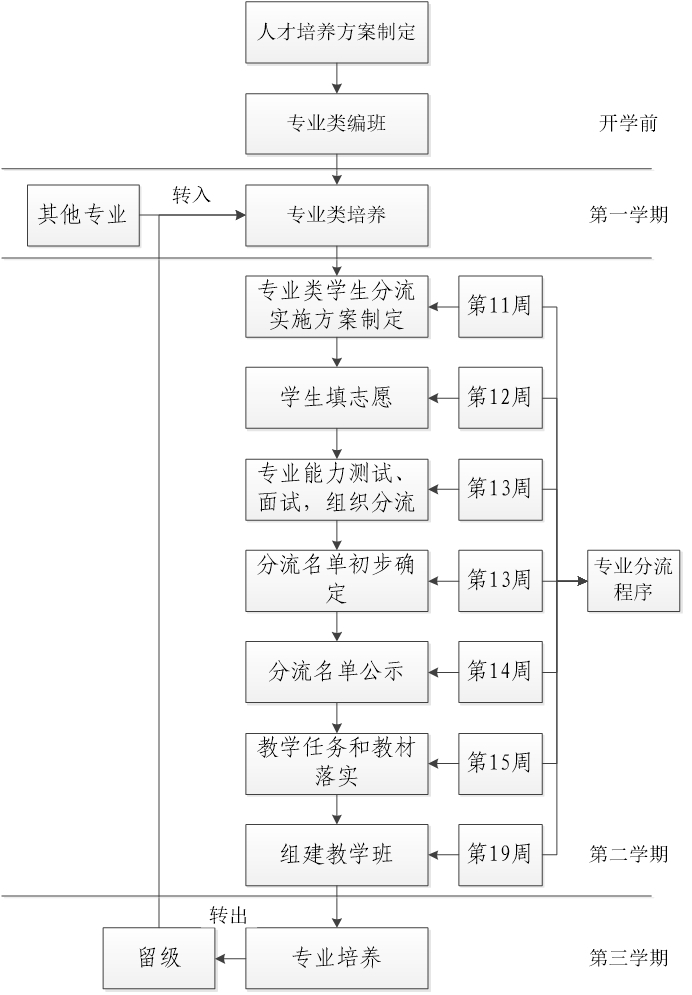 人才培养方案制定
专业类编班
开学前
其他专业
转入
专业类培养
第一学期
专业类学生分流
实施方案制定
第11周
学生填志愿
第12周
专业能力测试、
面试，组织分流
第13周
分流名单初步确
定
第13周
专业分流
程序
分流名单公示
第14周
教学任务和教材
落实
第15周
组建教学班
第19周
第二学期
转出
留级
专业培养
第三学期